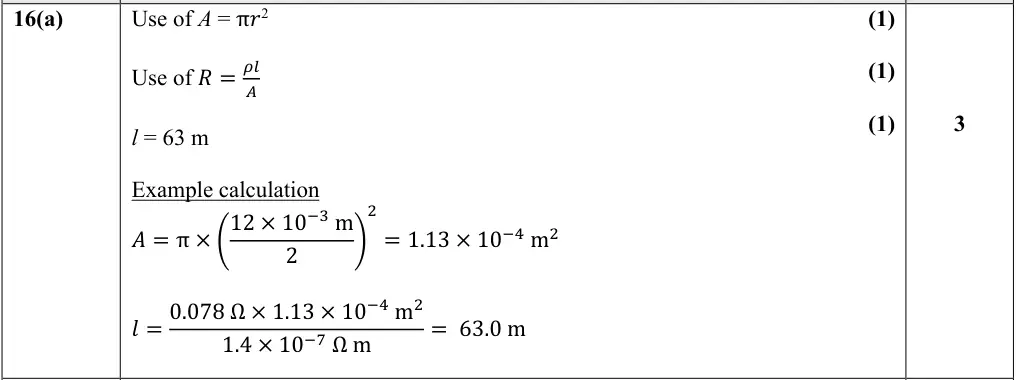 16(a) Use of A = πr² (1)
Use of R = ρl/A (1)
l = 63 m (1) 3
Example calculation
A = π × (12 × 10⁻³ m / 2)² = 1.13 × 10⁻⁴ m²
l = 0.078 Ω × 1.13 × 10⁻⁴ m² / 1.4 × 10⁻⁷ Ω m = 63.0 m